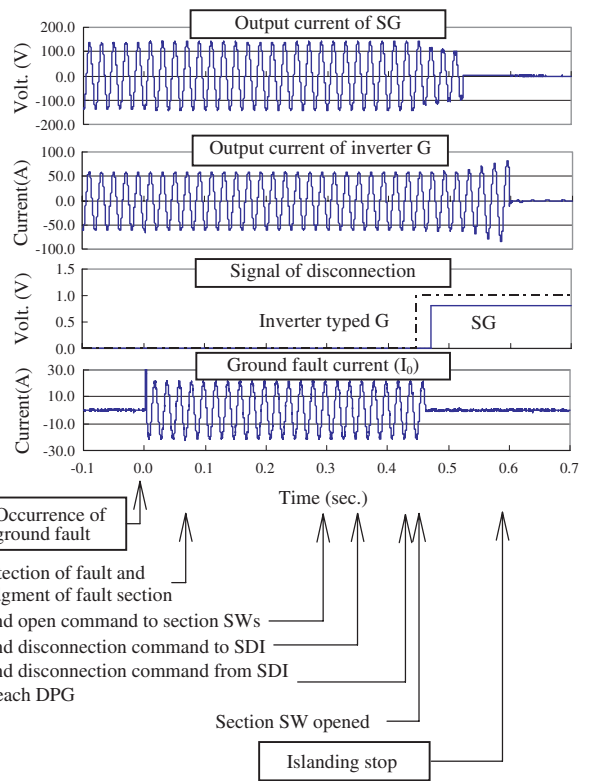 Output current of SG
200.0
100.0
0.0
-100.0
-200.0
Volt. (V)
Output current of inverter G
100.0
50.0
0.0
-50.0
-100.0
Current(A)
Signal of disconnection
1.5
1.0
0.5
0.0
Volt. (V)
Inverter typed G
SG
Ground fault current (I₀)
30.0
10.0
-10.0
-30.0
Current(A)
-0.1 0.0 0.1 0.2 0.3 0.4 0.5 0.6 0.7
Time (sec.)
Occurrence of
ground fault
tection of fault and
gment of fault section
nd open command to section SWs
nd disconnection command to SDI
nd disconnection command from SDI
each DPG
Section SW opened
Islanding stop